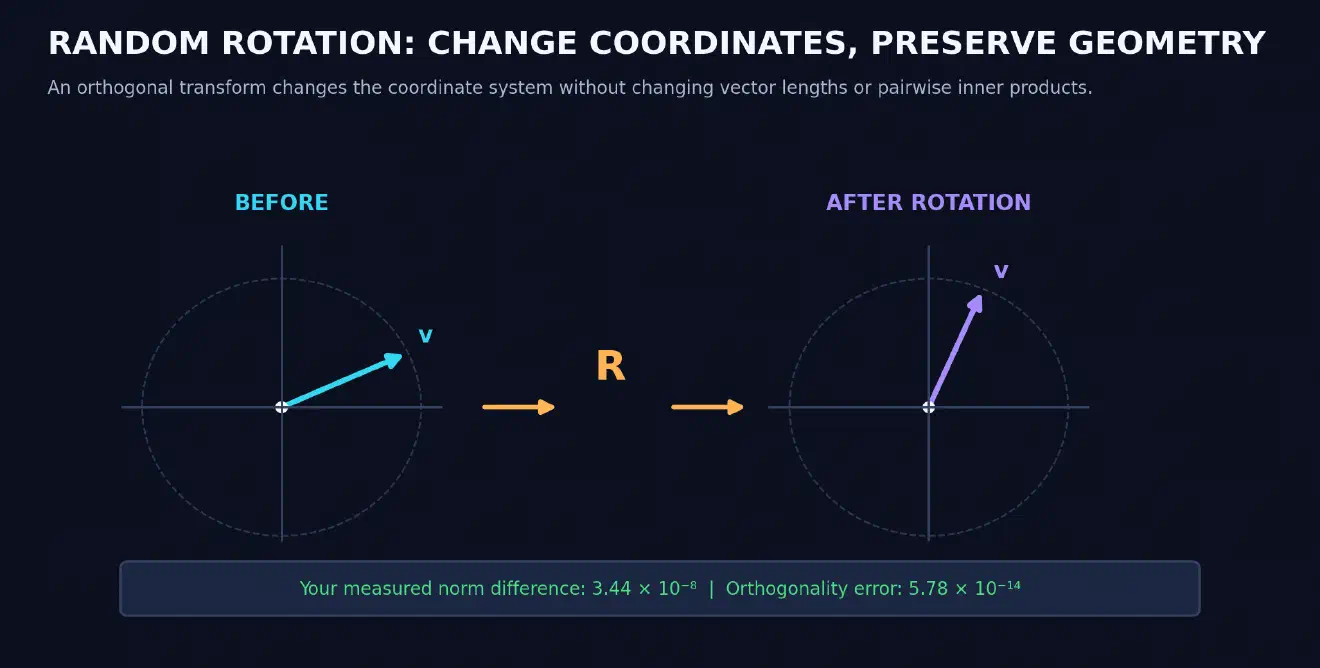 RANDOM ROTATION: CHANGE COORDINATES, PRESERVE GEOMETRY
An orthogonal transform changes the coordinate system without changing vector lengths or pairwise inner products.
BEFORE
AFTER ROTATION
v
v
R
Your measured norm difference: 3.44 × 10⁻⁸ | Orthogonality error: 5.78 × 10⁻¹⁴